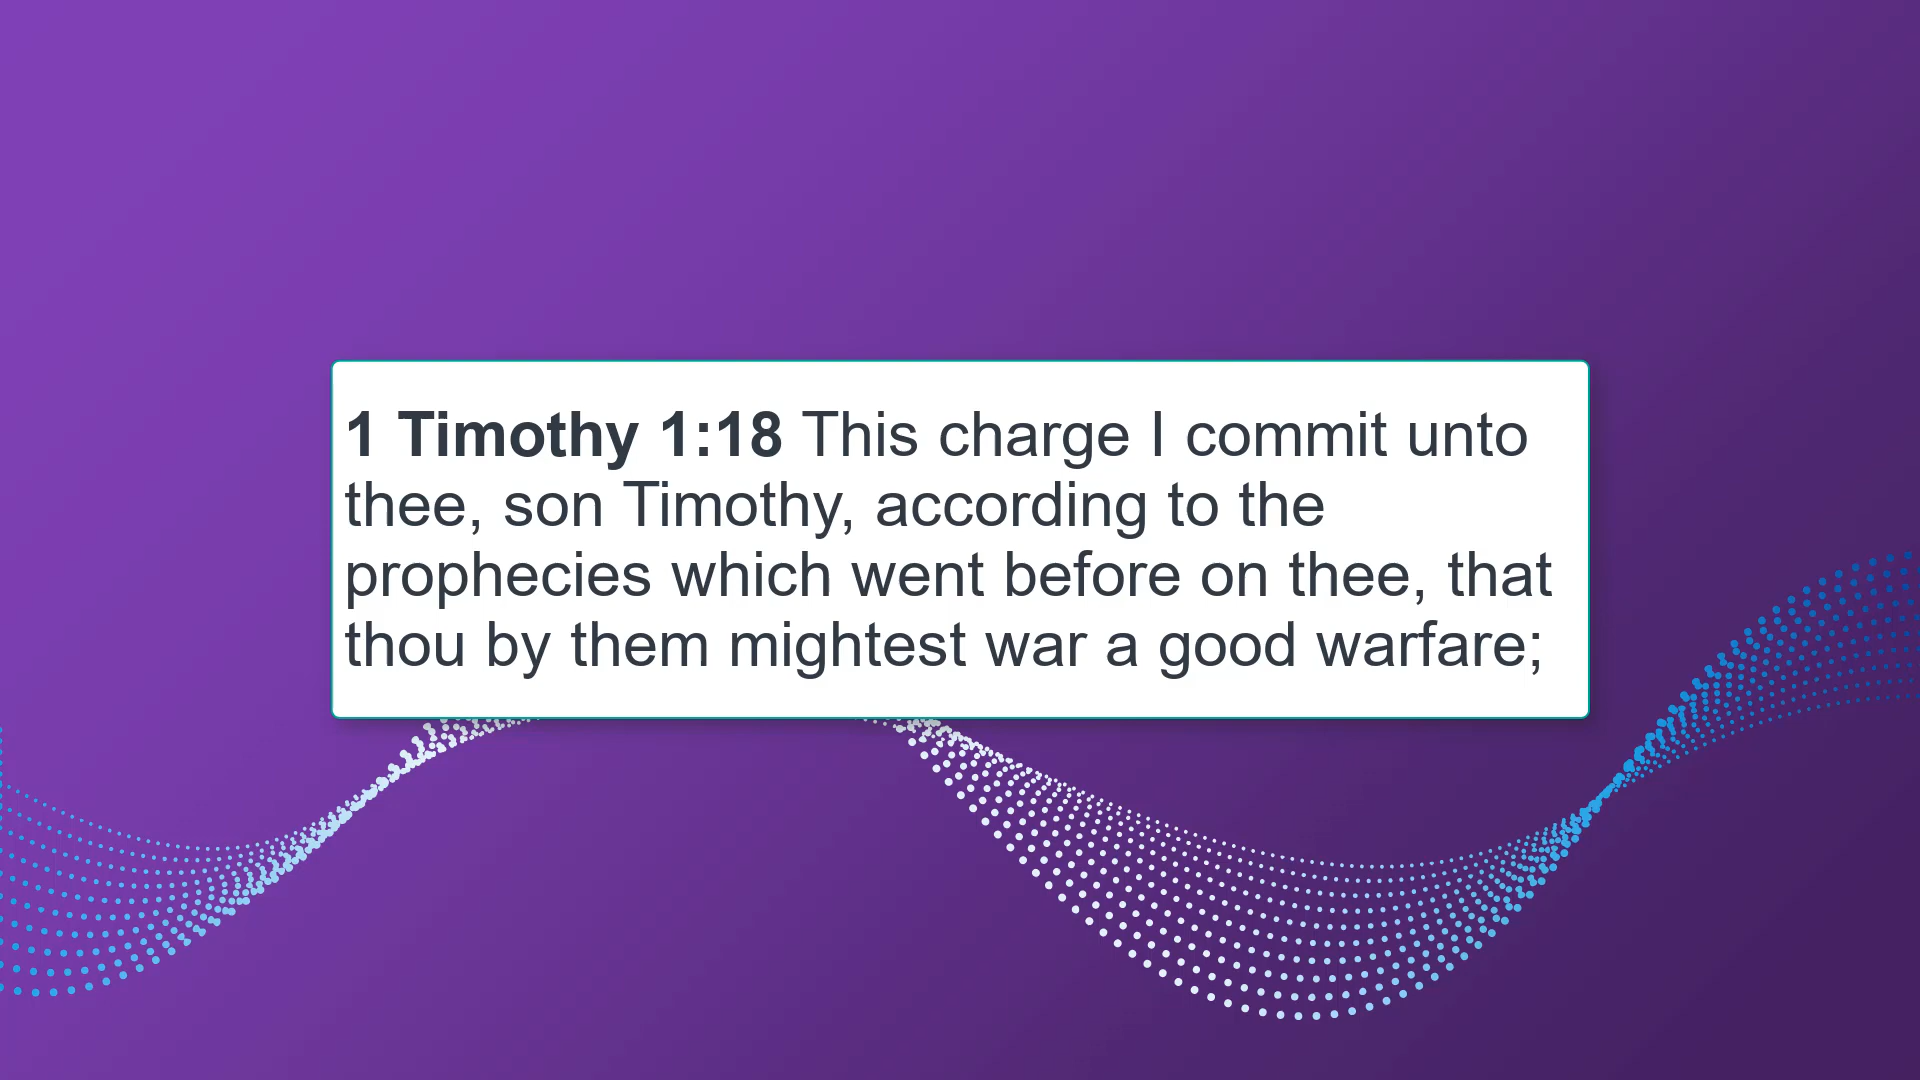 1 Timothy 1:18 This charge I commit unto
thee, son Timothy, according to the
prophecies which went before on thee, that
thou by them mightest war a good warfare;